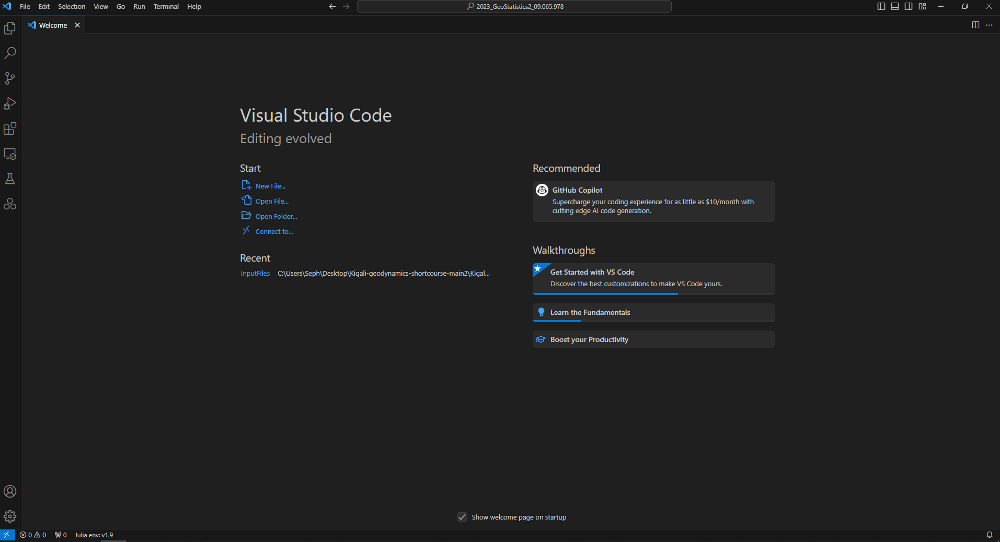 File Edit Selection View Go Run Terminal Help
2023_GeoStatistics2_09.065.978
Welcome
Visual Studio Code
Editing evolved
Start
New File...
Open File...
Open Folder...
Connect to...
Recent
InputFiles C:\Users\Seph\Desktop\Kigali-geodynamics-shortcourse-main2\Kigal...
Recommended
GitHub Copilot
Supercharge your coding experience for as little as $10/month with
cutting edge AI code generation.
Walkthroughs
Get Started with VS Code
Discover the best customizations to make VS Code yours.
Learn the Fundamentals
Boost your Productivity
Show welcome page on startup
0 0 0 Julia env: v1.9